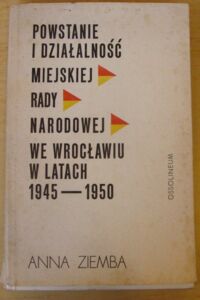 POWSTANIE
I DZIAŁALNOŚĆ
MIEJSKIEJ
RADY
NARODOWEJ
WE WROCŁAWIU
W LATACH
1945—1950
OSSOLINEUM
ANNA ZIEMBA